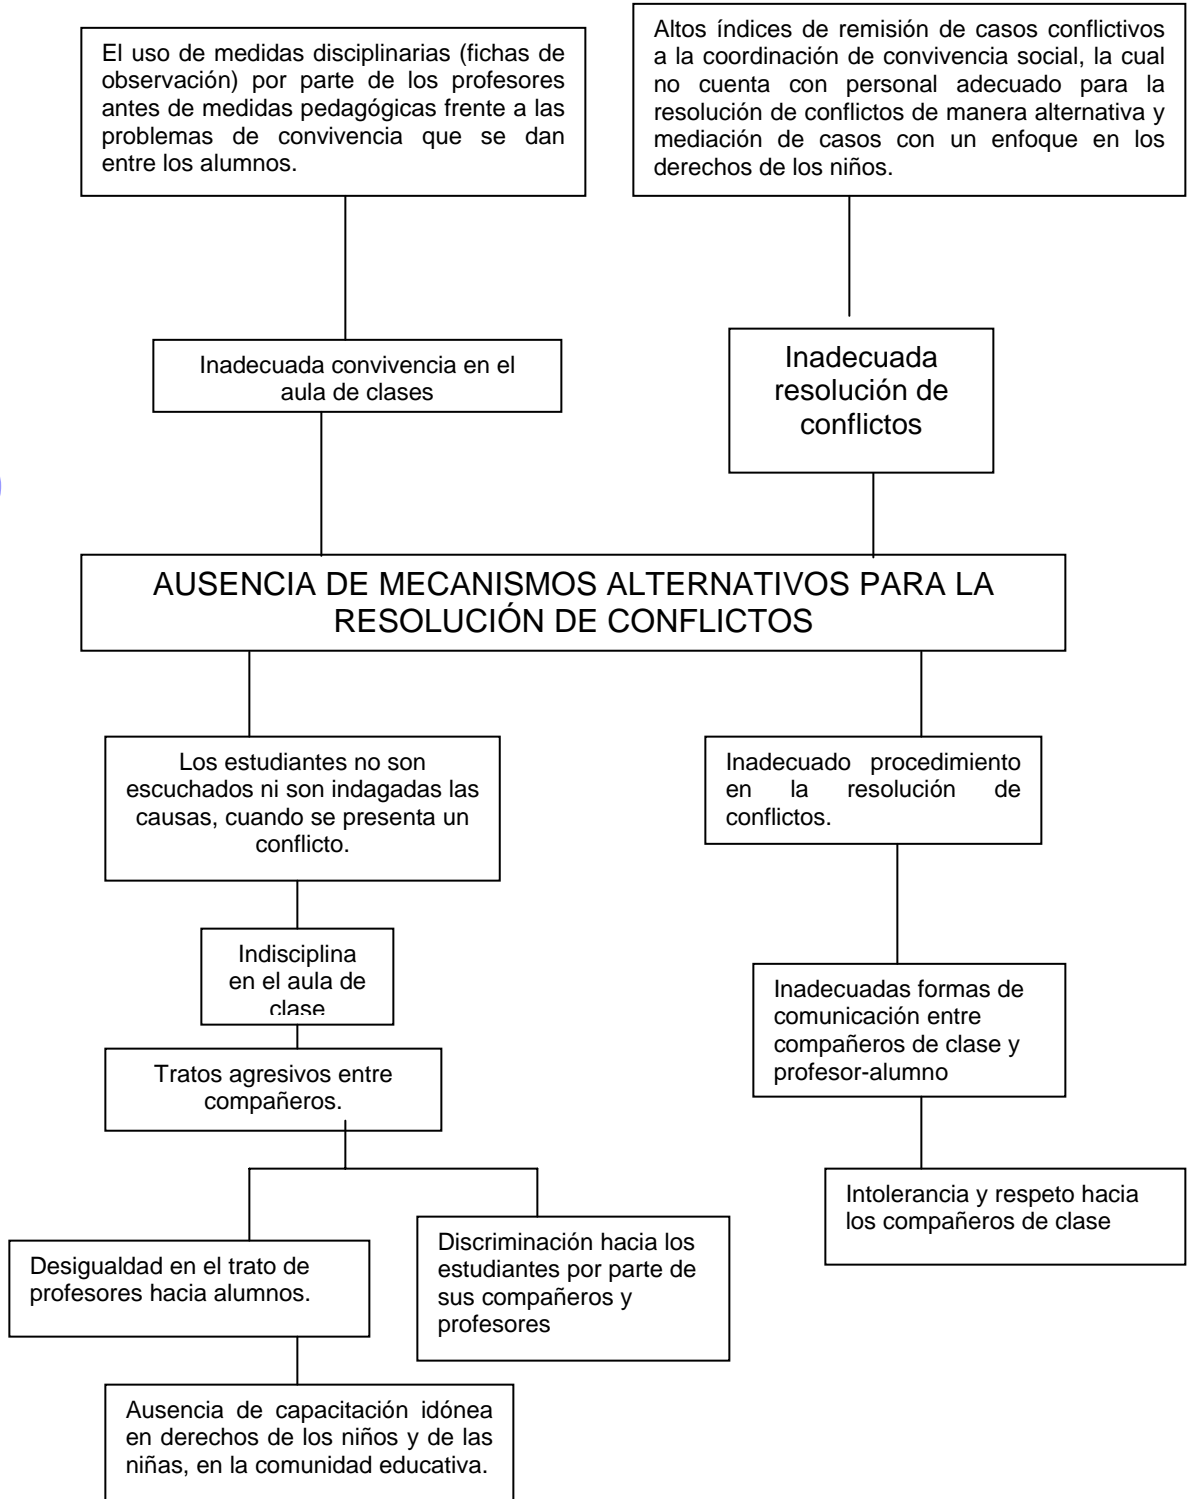 El uso de medidas disciplinarias (fichas de
observación) por parte de los profesores
antes de medidas pedagógicas frente a las
problemas de convivencia que se dan
entre los alumnos.
Altos índices de remisión de casos conflictivos
a la coordinación de convivencia social, la cual
no cuenta con personal adecuado para la
resolución de conflictos de manera alternativa y
mediación de casos con un enfoque en los
derechos de los niños.
Inadecuada convivencia en el
aula de clases
Inadecuada
resolución de
conflictos
AUSENCIA DE MECANISMOS ALTERNATIVOS PARA LA
RESOLUCIÓN DE CONFLICTOS
Los estudiantes no son
escuchados ni son indagadas las
causas, cuando se presenta un
conflicto.
Inadecuado procedimiento
en la resolución de
conflictos.
Indisciplina
en el aula de
clase
Inadecuadas formas de
comunicación entre
compañeros de clase y
profesor-alumno
Tratos agresivos entre
compañeros.
Intolerancia y respeto hacia
los compañeros de clase
Desigualdad en el trato de
profesores hacia alumnos.
Discriminación hacia los
estudiantes por parte de
sus compañeros y
profesores
Ausencia de capacitación idónea
en derechos de los niños y de las
niñas, en la comunidad educativa.